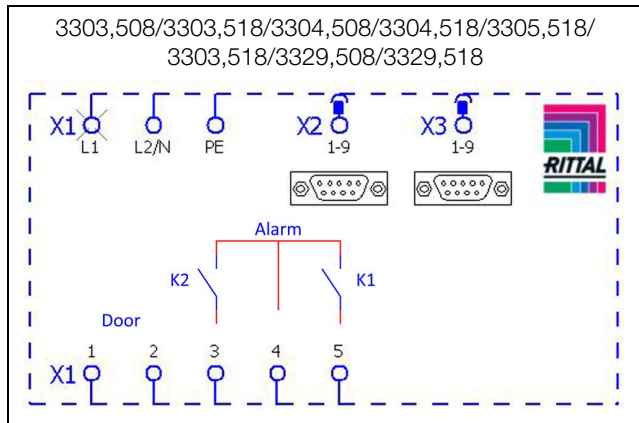 3303,508/3303,518/3304,508/3304,518/3305,518/
3303,518/3329,508/3329,518
X1 L1 L2/N PE X2 1-9 X3 1-9
RITTAL
Alarm
K2 K1
Door
1 2 3 4 5
X1